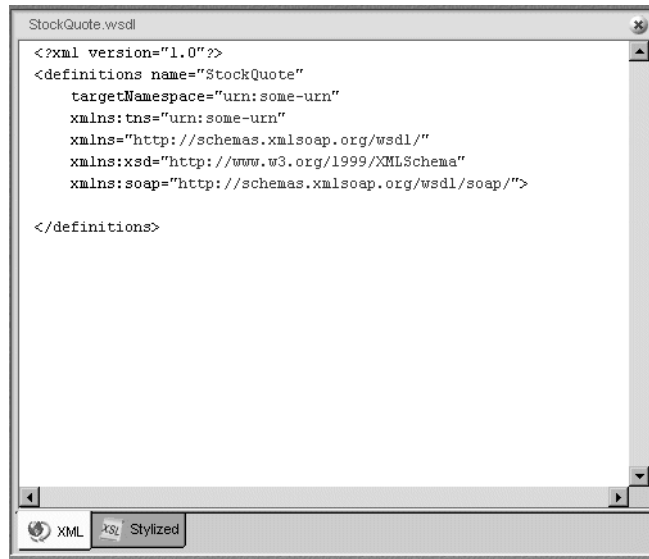 StockQuote.wsdl
<?xml version="1.0"?>
<definitions name="StockQuote"
    targetNamespace="urn:some-urn"
    xmlns:tns="urn:some-urn"
    xmlns="http://schemas.xmlsoap.org/wsdl/"
    xmlns:xsd="http://www.w3.org/1999/XMLSchema"
    xmlns:soap="http://schemas.xmlsoap.org/wsdl/soap/">
</definitions>
XML XSL Stylized